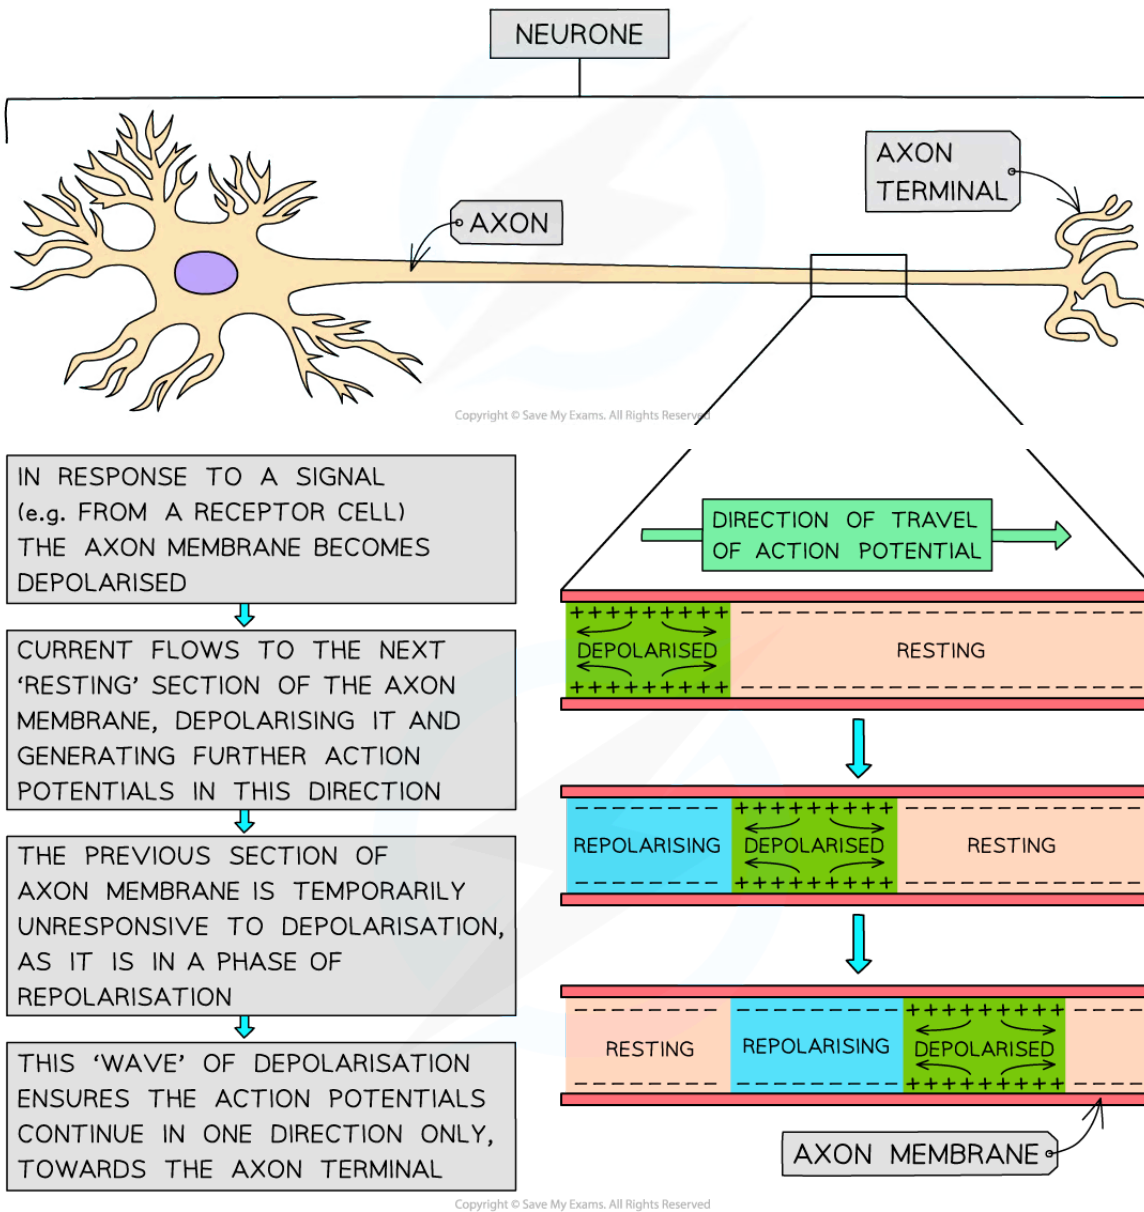 NEURONE
AXON
TERMINAL
AXON
Copyright © Save My Exams. All Rights Reserved
IN RESPONSE TO A SIGNAL
(e.g. FROM A RECEPTOR CELL)
THE AXON MEMBRANE BECOMES
DEPOLARISED
CURRENT FLOWS TO THE NEXT
‘RESTING’ SECTION OF THE AXON
MEMBRANE, DEPOLARISING IT AND
GENERATING FURTHER ACTION
POTENTIALS IN THIS DIRECTION
THE PREVIOUS SECTION OF
AXON MEMBRANE IS TEMPORARILY
UNRESPONSIVE TO DEPOLARISATION,
AS IT IS IN A PHASE OF
REPOLARISATION
THIS ‘WAVE’ OF DEPOLARISATION
ENSURES THE ACTION POTENTIALS
CONTINUE IN ONE DIRECTION ONLY,
TOWARDS THE AXON TERMINAL
DIRECTION OF TRAVEL
OF ACTION POTENTIAL
+++++++++ – – – – – – – – – – – – – – – – – – – – – –
DEPOLARISED RESTING
+++++++++ – – – – – – – – – – – – – – – – – – – – – –
– – – – – – – – – +++++++++ – – – – – – – – – – – – –
REPOLARISING DEPOLARISED RESTING
– – – – – – – – – +++++++++ – – – – – – – – – – – – –
– – – – – – – – – – – – – – – – – – +++++++++ – – – –
RESTING REPOLARISING DEPOLARISED
– – – – – – – – – – – – – – – – – – +++++++++ – – – –
AXON MEMBRANE
Copyright © Save My Exams. All Rights Reserved